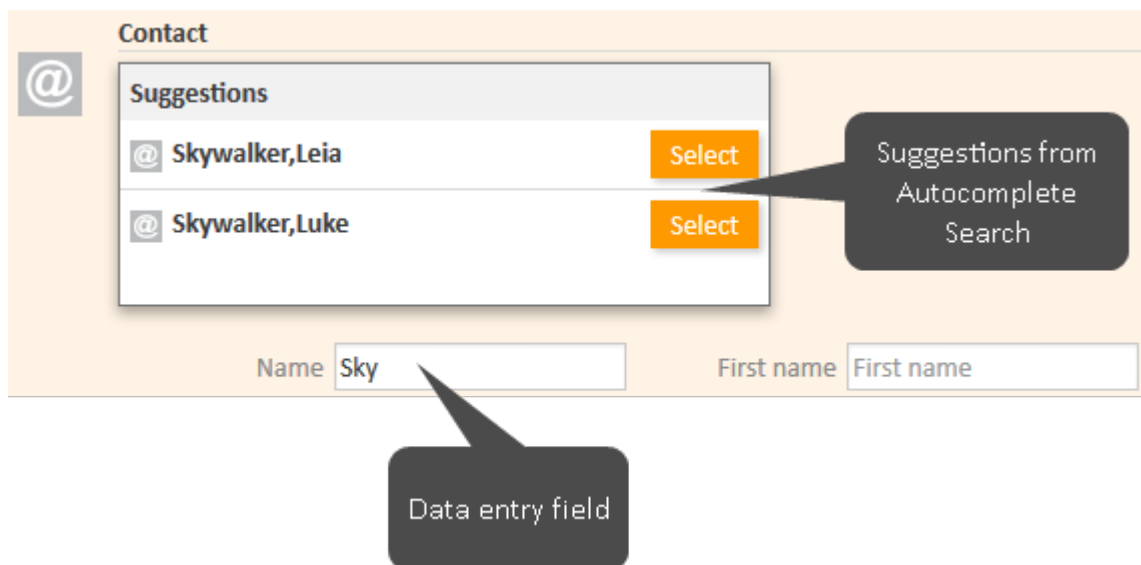 Contact
@
Suggestions
@ Skywalker,Leia Select
@ Skywalker,Luke Select
Suggestions from
Autocomplete
Search
Name Sky First name First name
Data entry field